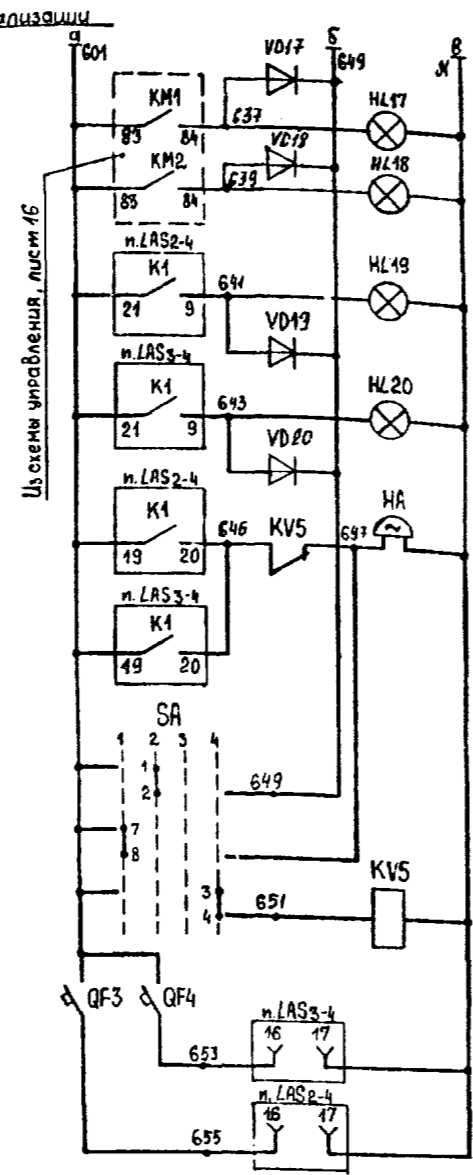 ализации
а
601
б
649
в
N
VD17
KM1
83 84
637
HL17
VD18
KM2
83 84
639
HL18
Из схемы управления, лист 16
п.LAS2-4
K1
21 9
641
HL19
VD19
п.LAS3-4
K1
21 9
643
HL20
VD20
п.LAS2-4
K1
19 20
646
KV5
647
HA
п.LAS3-4
K1
19 20
SA
1 2 3 4
1
2
649
7
8
3
4
651
KV5
QF3
QF4
п.LAS3-4
16 17
653
п.LAS2-4
16 17
655